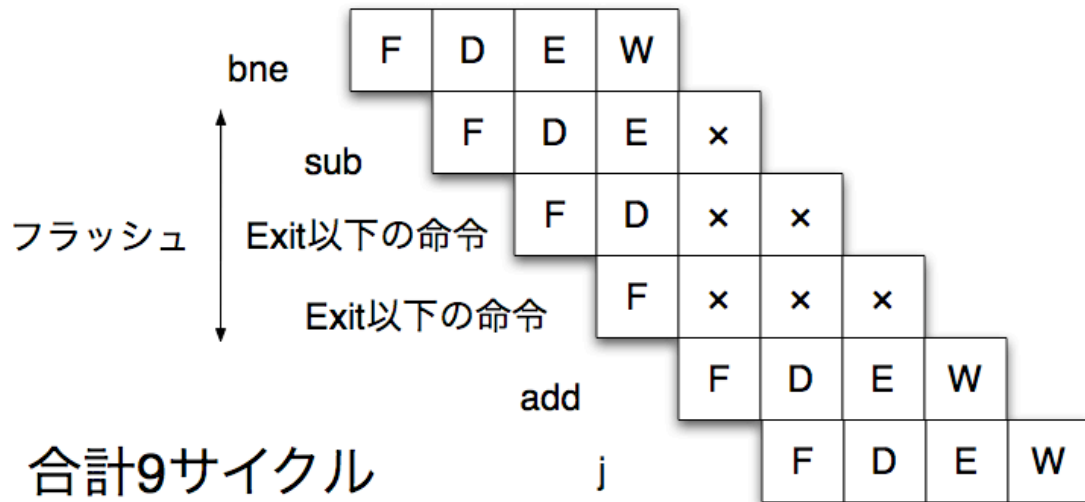 bne F D E W
sub F D E ×
フラッシュ Exit以下の命令 F D × ×
Exit以下の命令 F × × ×
add F D E W
合計9サイクル j F D E W